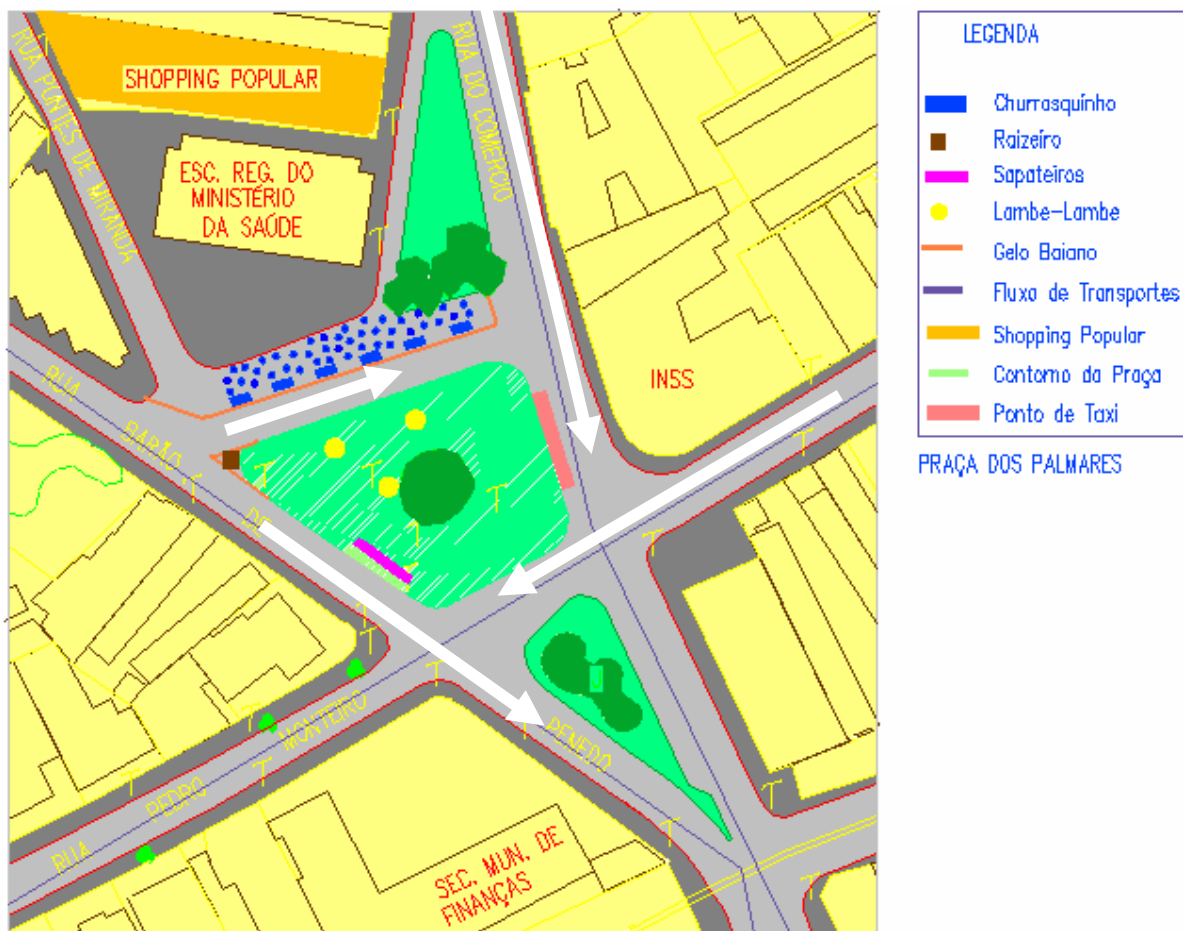 RUA PONTES DE MIRANDA
SHOPPING POPULAR
RUA DO COMERCIO
ESC. REG. DO
MINISTÉRIO
DA SAÚDE
INSS
RUA BARÃO DE PENEDO
RUA PEDRO MONTEIRO
SEC. MUN. DE
FINANÇAS
LEGENDA
Churrasquinho
Raizeiro
Sapateiros
Lambe-Lambe
Gelo Baiano
Fluxo de Transportes
Shopping Popular
Contorno da Praça
Ponto de Taxi
PRAÇA DOS PALMARES